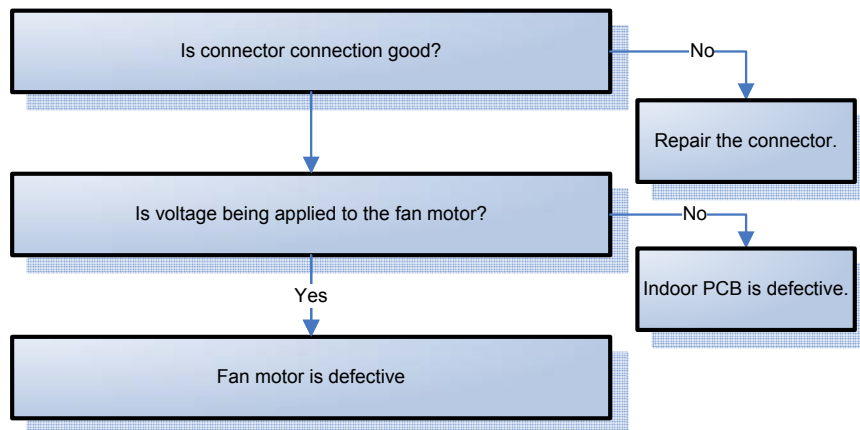 Is connector connection good?
No
Repair the connector.
Is voltage being applied to the fan motor?
No
Indoor PCB is defective.
Yes
Fan motor is defective